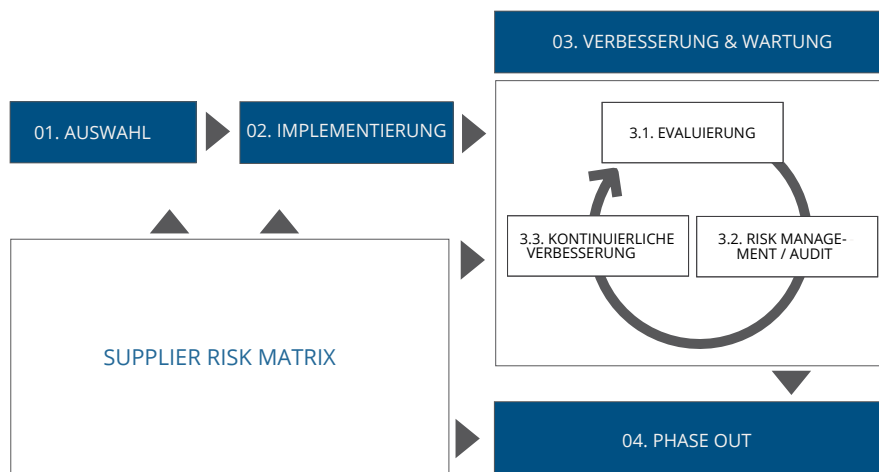 03. VERBESSERUNG & WARTUNG
01. AUSWAHL
02. IMPLEMENTIERUNG
3.1. EVALUIERUNG
3.3. KONTINUIERLICHE
VERBESSERUNG
3.2. RISK MANAGE-
MENT / AUDIT
SUPPLIER RISK MATRIX
04. PHASE OUT